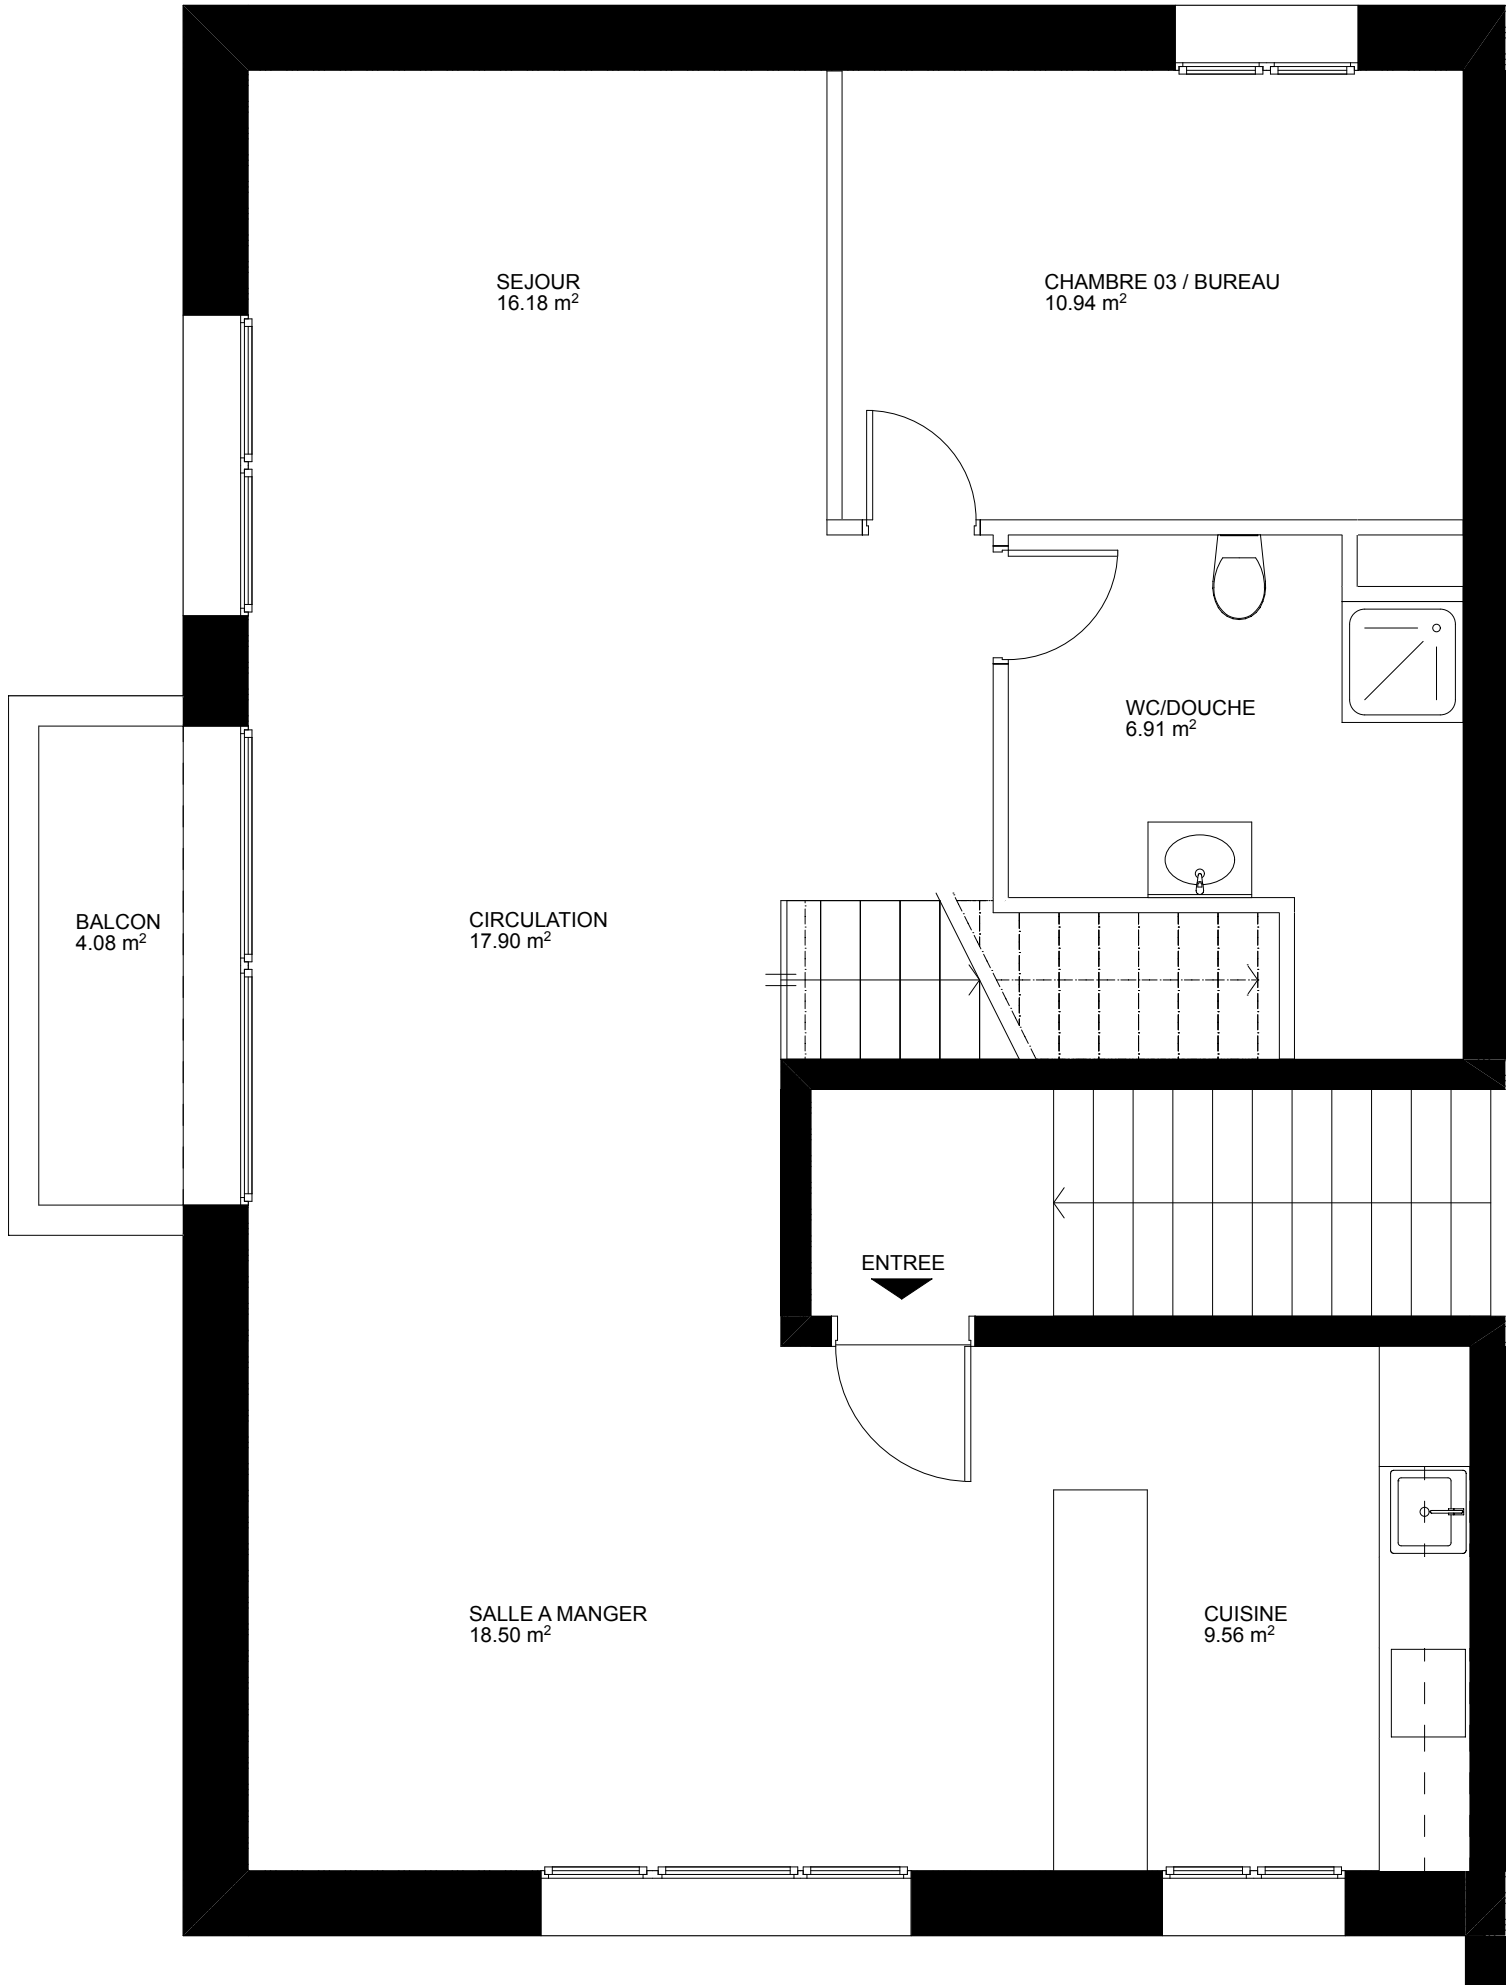 SEJOUR
16.18 m²
CHAMBRE 03 / BUREAU
10.94 m²
WC/DOUCHE
6.91 m²
BALCON
4.08 m²
CIRCULATION
17.90 m²
ENTREE
SALLE A MANGER
18.50 m²
CUISINE
9.56 m²